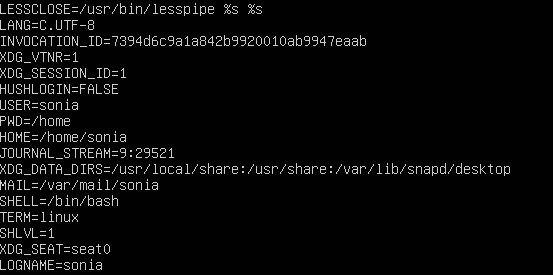 LESSCLOSE=/usr/bin/lesspipe %s %s
LANG=C.UTF-8
INVOCATION_ID=7394d6c9a1a842b9920010ab9947eaab
XDG_VTNR=1
XDG_SESSION_ID=1
HUSHLOGIN=FALSE
USER=sonia
PWD=/home
HOME=/home/sonia
JOURNAL_STREAM=9:29521
XDG_DATA_DIRS=/usr/local/share:/usr/share:/var/lib/snapd/desktop
MAIL=/var/mail/sonia
SHELL=/bin/bash
TERM=linux
SHLVL=1
XDG_SEAT=seat0
LOGNAME=sonia